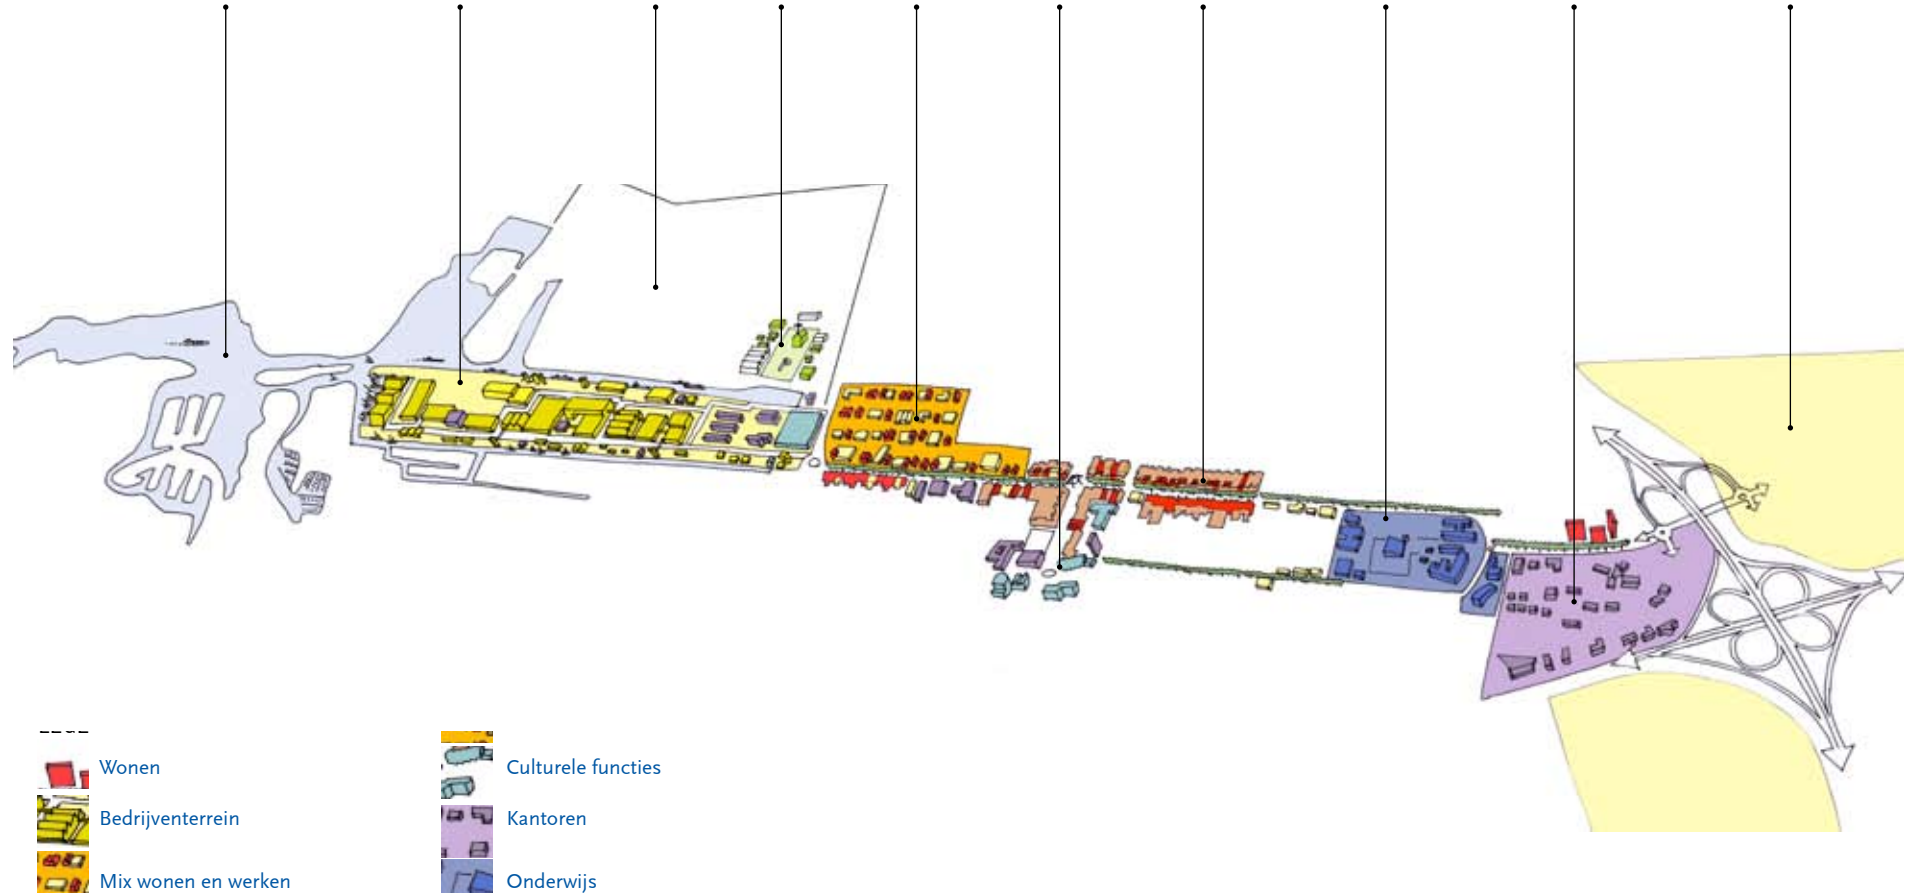 Wonen
Bedrijventerrein
Mix wonen en werken
Culturele functies
Kantoren
Onderwijs